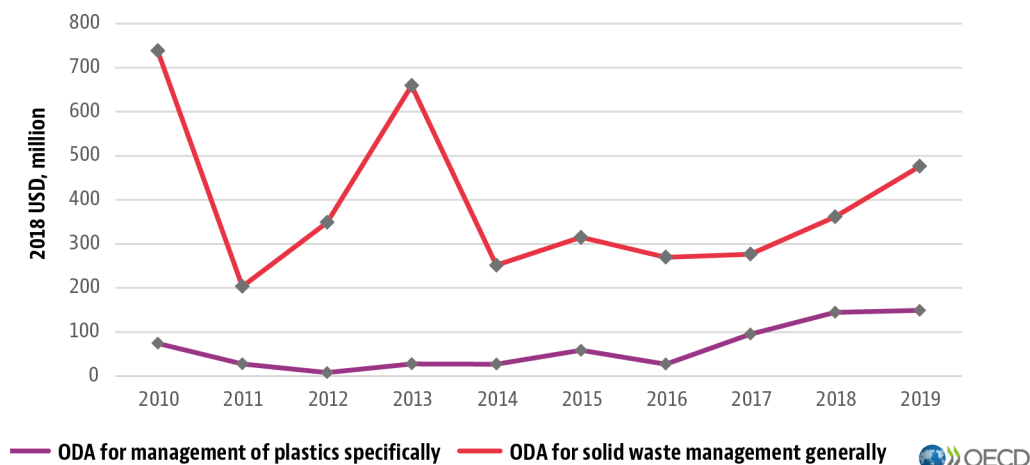 800
700
600
500
400
300
200
100
0
2018 USD, million
2010 2011 2012 2013 2014 2015 2016 2017 2018 2019
ODA for management of plastics specifically ODA for solid waste management generally
OECD